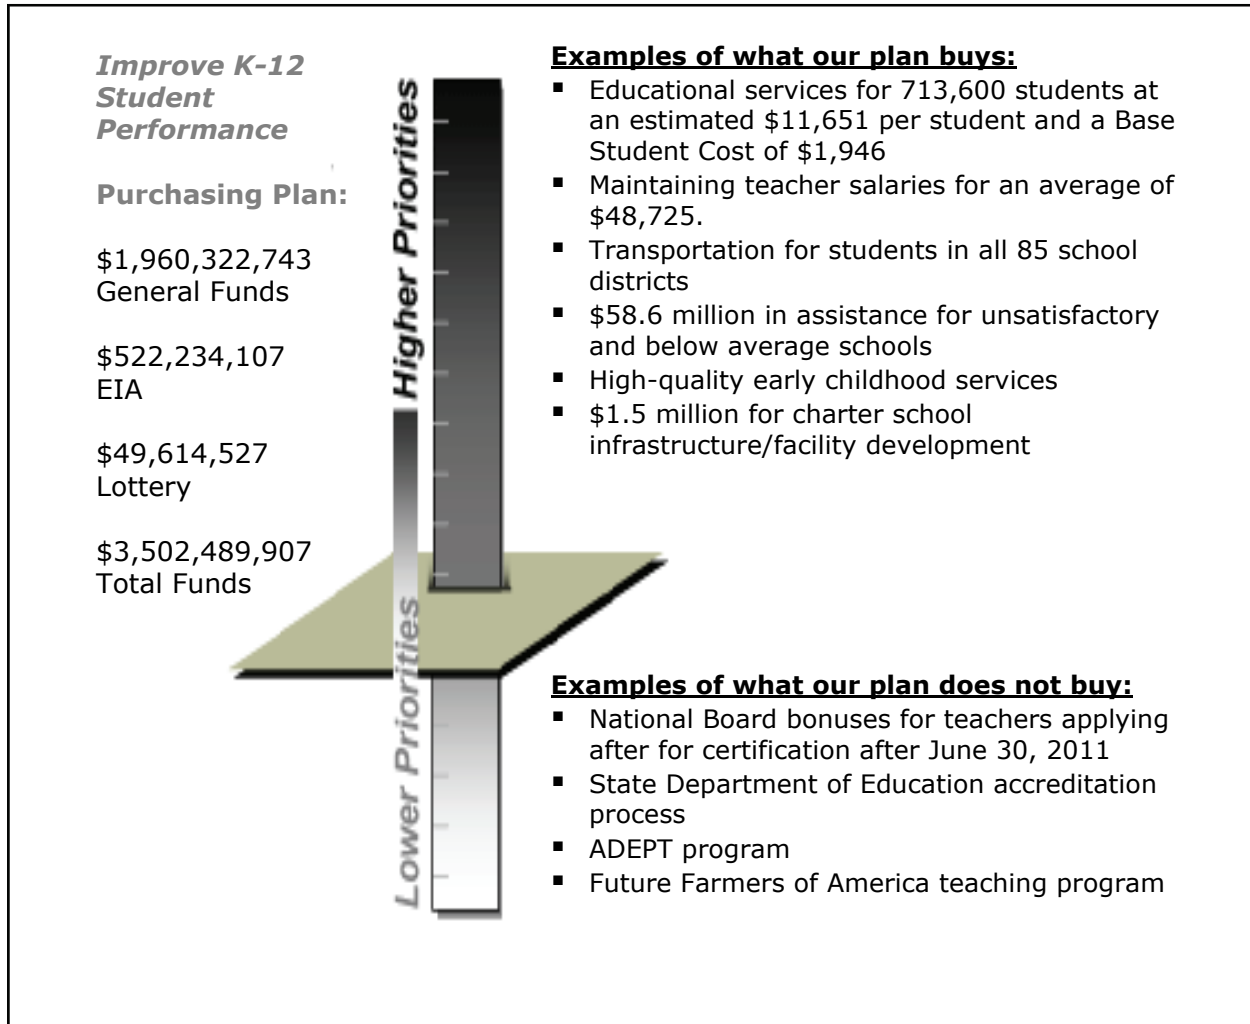 Improve K-12
Student
Performance
Purchasing Plan:
$1,960,322,743
General Funds
$522,234,107
EIA
$49,614,527
Lottery
$3,502,489,907
Total Funds
Higher Priorities
Lower Priorities
Examples of what our plan buys:
▪ Educational services for 713,600 students at
an estimated $11,651 per student and a Base
Student Cost of $1,946
▪ Maintaining teacher salaries for an average of
$48,725.
▪ Transportation for students in all 85 school
districts
▪ $58.6 million in assistance for unsatisfactory
and below average schools
▪ High-quality early childhood services
▪ $1.5 million for charter school
infrastructure/facility development
Examples of what our plan does not buy:
▪ National Board bonuses for teachers applying
after for certification after June 30, 2011
▪ State Department of Education accreditation
process
▪ ADEPT program
▪ Future Farmers of America teaching program